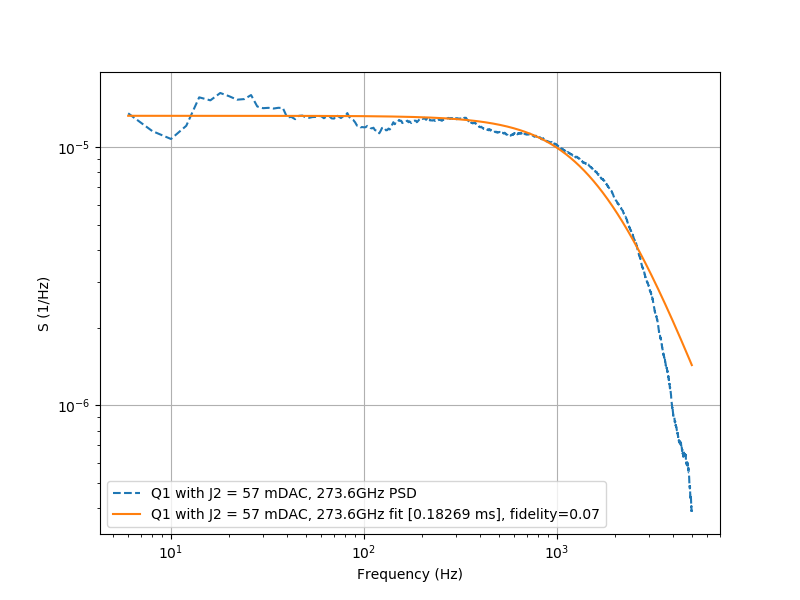 10⁻⁵
10⁻⁶
S (1/Hz)
Q1 with J2 = 57 mDAC, 273.6GHz PSD
Q1 with J2 = 57 mDAC, 273.6GHz fit [0.18269 ms], fidelity=0.07
10¹ 10² 10³
Frequency (Hz)